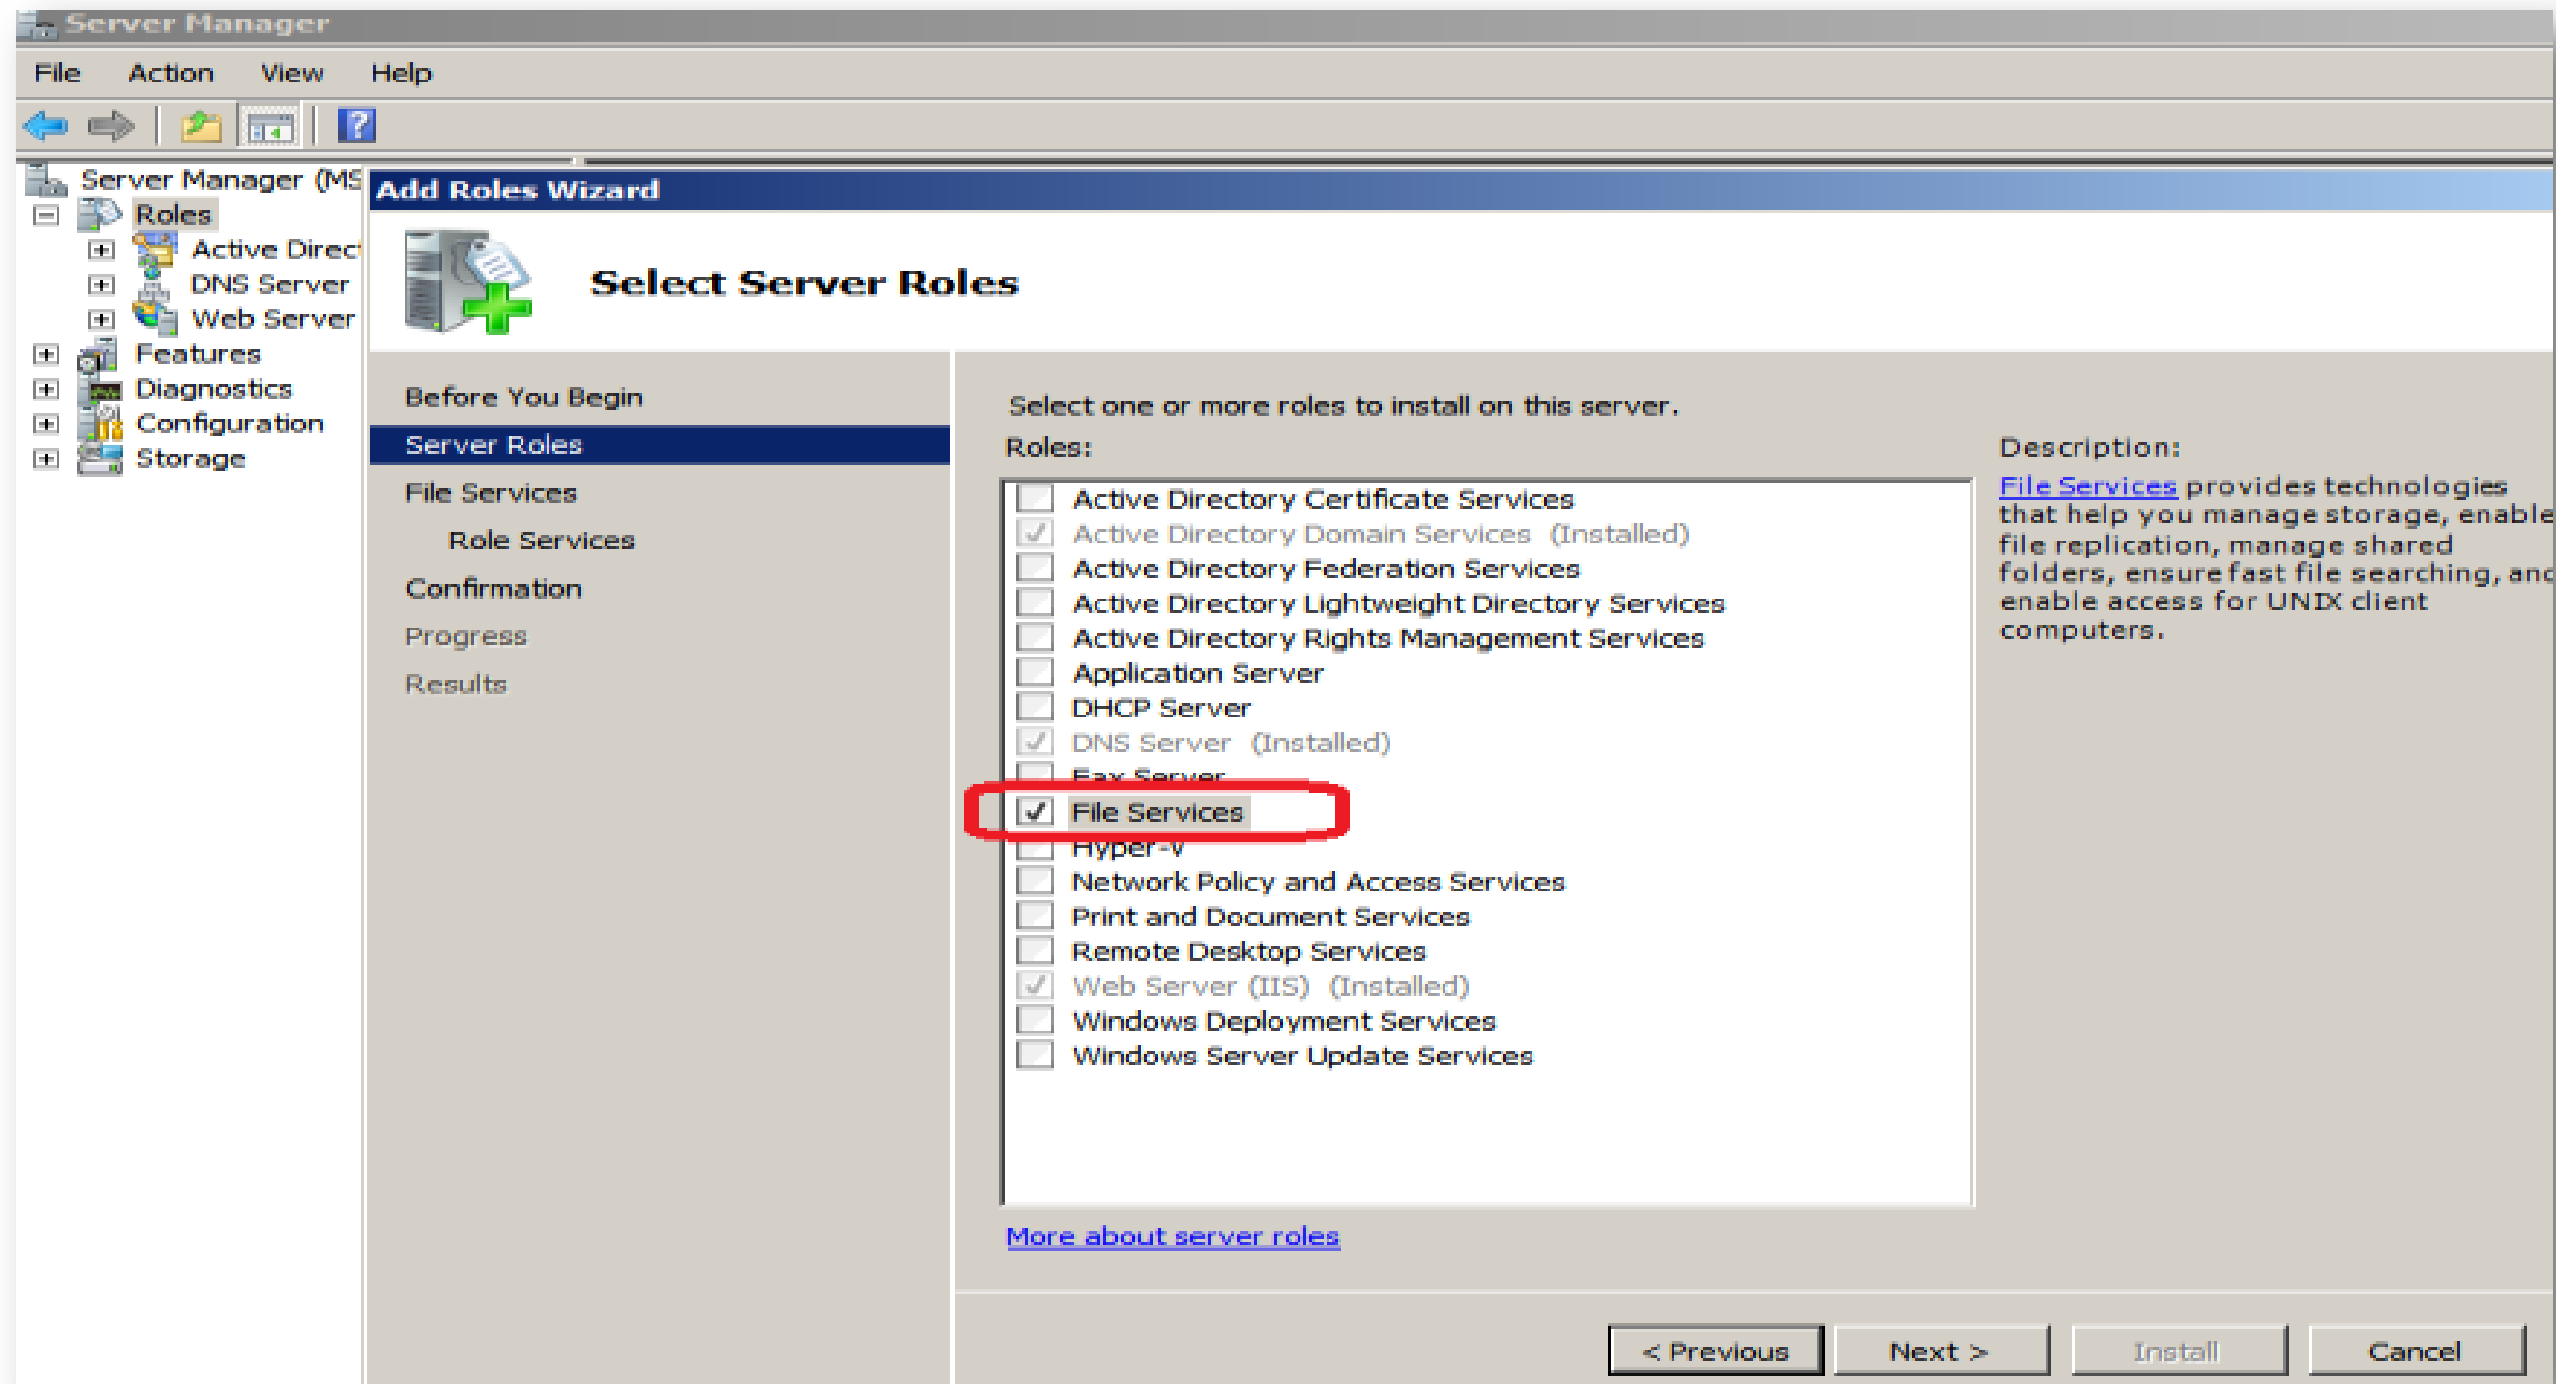 Server Manager
File Action View Help
Server Manager (MS
Roles
Active Direct
DNS Server
Web Server
Features
Diagnostics
Configuration
Storage
Add Roles Wizard
Select Server Roles
Before You Begin
Server Roles
File Services
Role Services
Confirmation
Progress
Results
Select one or more roles to install on this server.
Roles:
Active Directory Certificate Services
Active Directory Domain Services (Installed)
Active Directory Federation Services
Active Directory Lightweight Directory Services
Active Directory Rights Management Services
Application Server
DHCP Server
DNS Server (Installed)
Fax Server
File Services
Hyper-V
Network Policy and Access Services
Print and Document Services
Remote Desktop Services
Web Server (IIS) (Installed)
Windows Deployment Services
Windows Server Update Services
More about server roles
Description:
File Services provides technologies
that help you manage storage, enable
file replication, manage shared
folders, ensure fast file searching, and
enable access for UNIX client
computers.
< Previous
Next >
Install
Cancel